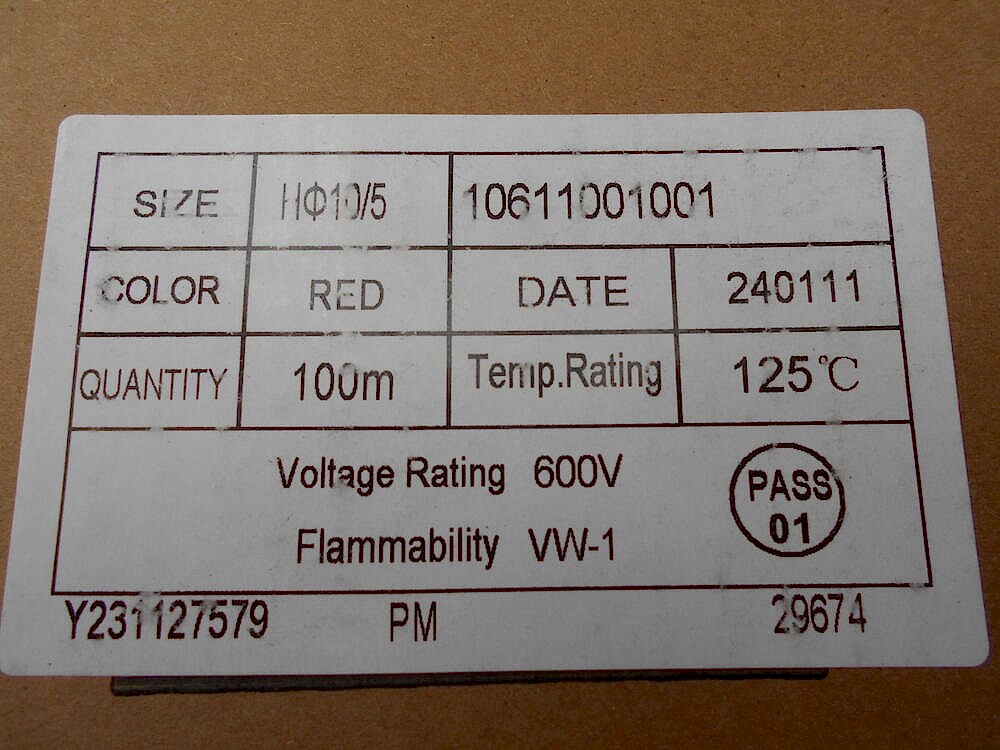 SIZE HΦ10/5 10611001001
COLOR RED DATE 240111
QUANTITY 100m Temp.Rating 125℃
Voltage Rating 600V
Flammability VW-1
PASS
01
Y231127579 PM 29674